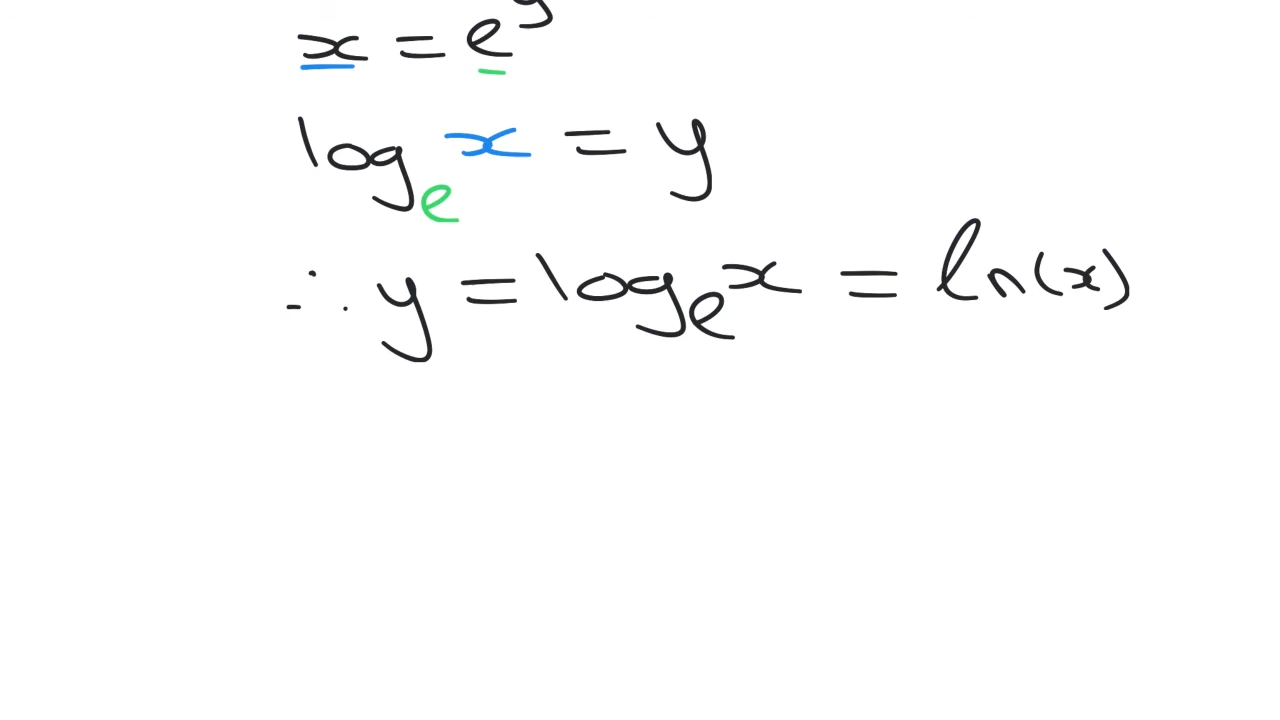 x = e^y
log_e x = y
∴ y = log_e x = ln(x)